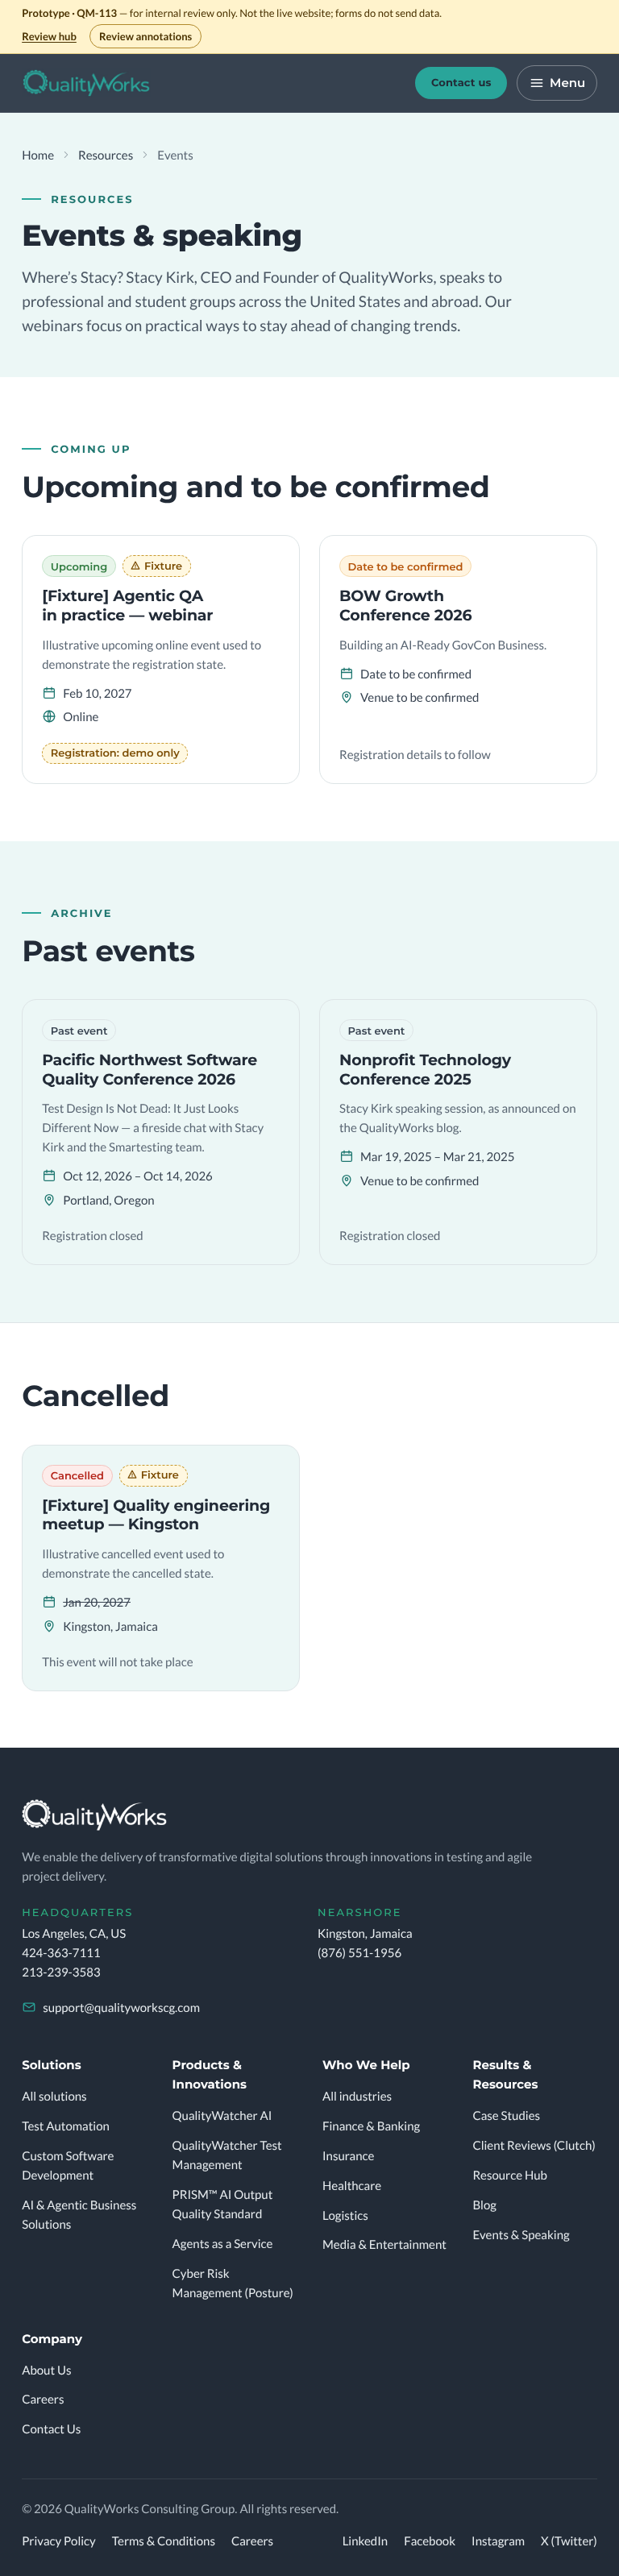 Prototype · QM-113 — for internal review only. Not the live website; forms do not send data.
Review hub Review annotations
QualityWorks Contact us Menu
Home > Resources > Events
RESOURCES
Events & speaking
Where's Stacy? Stacy Kirk, CEO and Founder of QualityWorks, speaks to
professional and student groups across the United States and abroad. Our
webinars focus on practical ways to stay ahead of changing trends.
COMING UP
Upcoming and to be confirmed
Upcoming Fixture
[Fixture] Agentic QA
in practice — webinar
Illustrative upcoming online event used to
demonstrate the registration state.
Feb 10, 2027
Online
Registration: demo only
Date to be confirmed
BOW Growth
Conference 2026
Building an AI-Ready GovCon Business.
Date to be confirmed
Venue to be confirmed
Registration details to follow
ARCHIVE
Past events
Past event
Pacific Northwest Software
Quality Conference 2026
Test Design Is Not Dead: It Just Looks
Different Now — a fireside chat with Stacy
Kirk and the Smartesting team.
Oct 12, 2026 – Oct 14, 2026
Portland, Oregon
Registration closed
Past event
Nonprofit Technology
Conference 2025
Stacy Kirk speaking session, as announced on
the QualityWorks blog.
Mar 19, 2025 – Mar 21, 2025
Venue to be confirmed
Registration closed
Cancelled
Cancelled Fixture
[Fixture] Quality engineering
meetup — Kingston
Illustrative cancelled event used to
demonstrate the cancelled state.
Jan 20, 2027
Kingston, Jamaica
This event will not take place
QualityWorks
We enable the delivery of transformative digital solutions through innovations in testing and agile
project delivery.
HEADQUARTERS
Los Angeles, CA, US
424-363-7111
213-239-3583
NEARSHORE
Kingston, Jamaica
(876) 551-1956
support@qualityworkscg.com
Solutions
All solutions
Test Automation
Custom Software
Development
AI & Agentic Business
Solutions
Products &
Innovations
QualityWatcher AI
QualityWatcher Test
Management
PRISM™ AI Output
Quality Standard
Agents as a Service
Cyber Risk
Management (Posture)
Who We Help
All industries
Finance & Banking
Insurance
Healthcare
Logistics
Media & Entertainment
Results &
Resources
Case Studies
Client Reviews (Clutch)
Resource Hub
Blog
Events & Speaking
Company
About Us
Careers
Contact Us
© 2026 QualityWorks Consulting Group. All rights reserved.
Privacy Policy Terms & Conditions Careers LinkedIn Facebook Instagram X (Twitter)